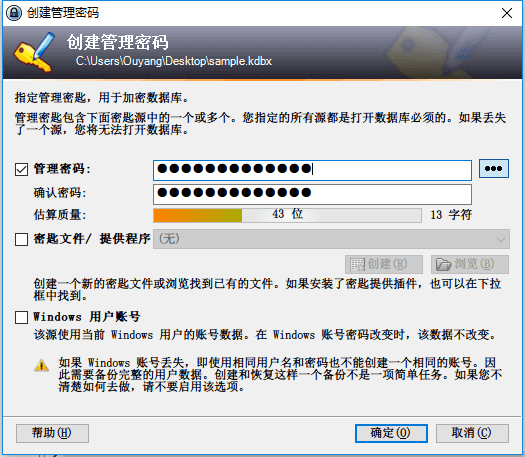 创建管理密码
创建管理密码
C:\Users\Ouyang\Desktop\sample.kdbx
指定管理密匙，用于加密数据库。
管理密匙包含下面密匙源中的一个或多个。您指定的所有源都是打开数据库必须的。如果丢失
了一个源，您将无法打开数据库。
管理密码:
●●●●●●●●●●●●●
●●●
确认密码:
●●●●●●●●●●●●●
估算质量:
43 位
13 字符
密匙文件/ 提供程序
(无)
创建(R)
浏览(B)
创建一个新的密匙文件或浏览找到已有的文件。如果安装了密匙提供插件，也可以在下拉
框中找到。
Windows 用户账号
该源使用当前 Windows 用户的账号数据。在 Windows 账号密码改变时，该数据不改变。
如果 Windows 账号丢失，即使用相同用户名和密码也不能创建一个相同的账号。因
此需要备份完整的用户数据。创建和恢复这样一个备份不是一项简单任务。如果您不
清楚如何去做，请不要启用该选项。
帮助(H)
确定(O)
取消(C)